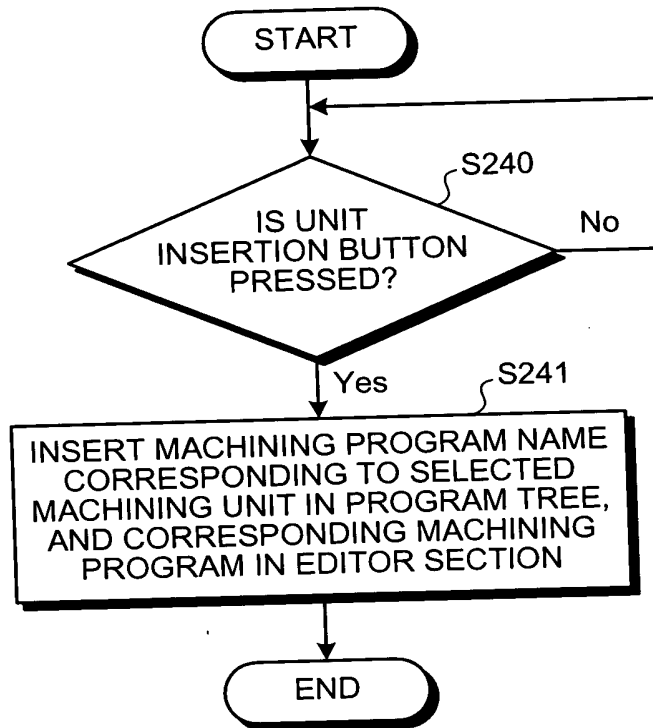 START
S240
IS UNIT
INSERTION BUTTON
PRESSED?
No
Yes
S241
INSERT MACHINING PROGRAM NAME
CORRESPONDING TO SELECTED
MACHINING UNIT IN PROGRAM TREE,
AND CORRESPONDING MACHINING
PROGRAM IN EDITOR SECTION
END